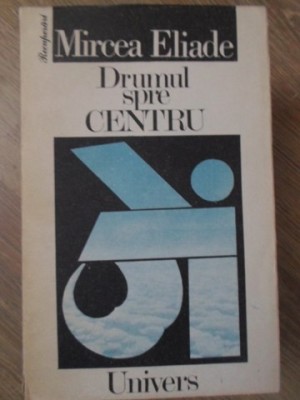 Mircea Eliade
Drumul
spre
CENTRU
Univers